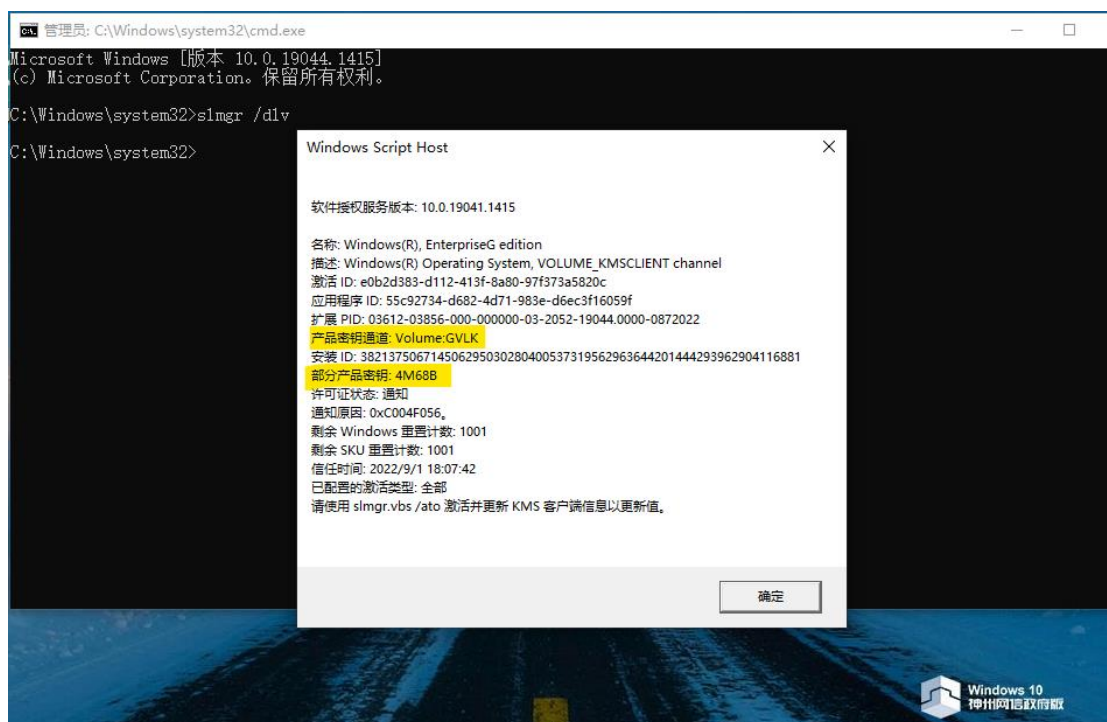 管理员: C:\Windows\system32\cmd.exe
Microsoft Windows [版本 10.0.19044.1415]
(c) Microsoft Corporation。保留所有权利。
C:\Windows\system32>slmgr /dlv
C:\Windows\system32>
Windows Script Host
软件授权服务版本: 10.0.19041.1415
名称: Windows(R), EnterpriseG edition
描述: Windows(R) Operating System, VOLUME_KMSCLIENT channel
激活 ID: e0b2d383-d112-413f-8a80-97f373a5820c
应用程序 ID: 55c92734-d682-4d71-983e-d6ec3f16059f
扩展 PID: 03612-03856-000-000000-03-2052-19044.0000-0872022
产品密钥通道: Volume:GVLK
安装 ID: 382137506714506295030280400537319562963644201444293962904116881
部分产品密钥: 4M68B
许可证状态: 通知
通知原因: 0xC004F056。
剩余 Windows 重置计数: 1001
剩余 SKU 重置计数: 1001
信任时间: 2022/9/1 18:07:42
已配置的激活类型: 全部
请使用 slmgr.vbs /ato 激活并更新 KMS 客户端信息以更新值。
确定
Windows 10
神州网信政府版